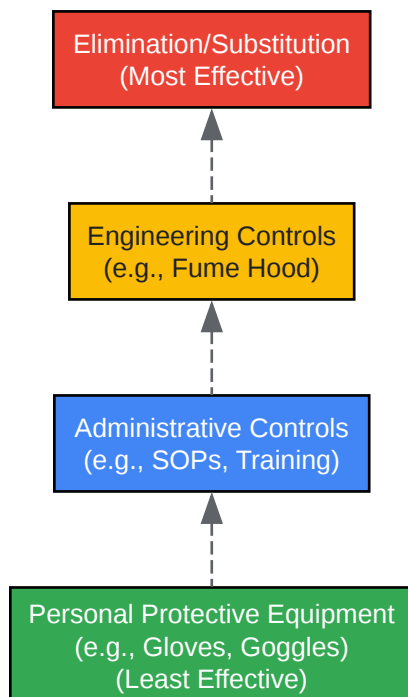 Elimination/Substitution
(Most Effective)
Engineering Controls
(e.g., Fume Hood)
Administrative Controls
(e.g., SOPs, Training)
Personal Protective Equipment
(e.g., Gloves, Goggles)
(Least Effective)